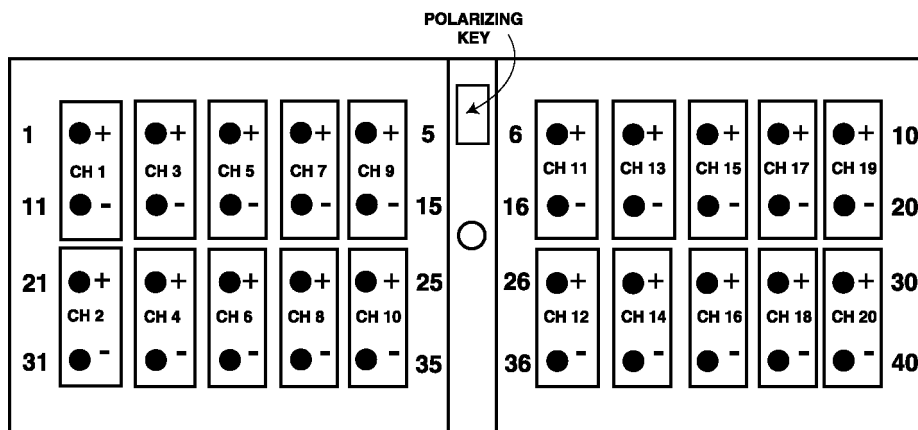 POLARIZING
KEY
1 + + + + + 5 6 + + + + + 10
CH 1 CH 3 CH 5 CH 7 CH 9 CH 11 CH 13 CH 15 CH 17 CH 19
11 - - - - - 15 16 - - - - - 20
21 + + + + + 25 26 + + + + + 30
CH 2 CH 4 CH 6 CH 8 CH 10 CH 12 CH 14 CH 16 CH 18 CH 20
31 - - - - - 35 36 - - - - - 40